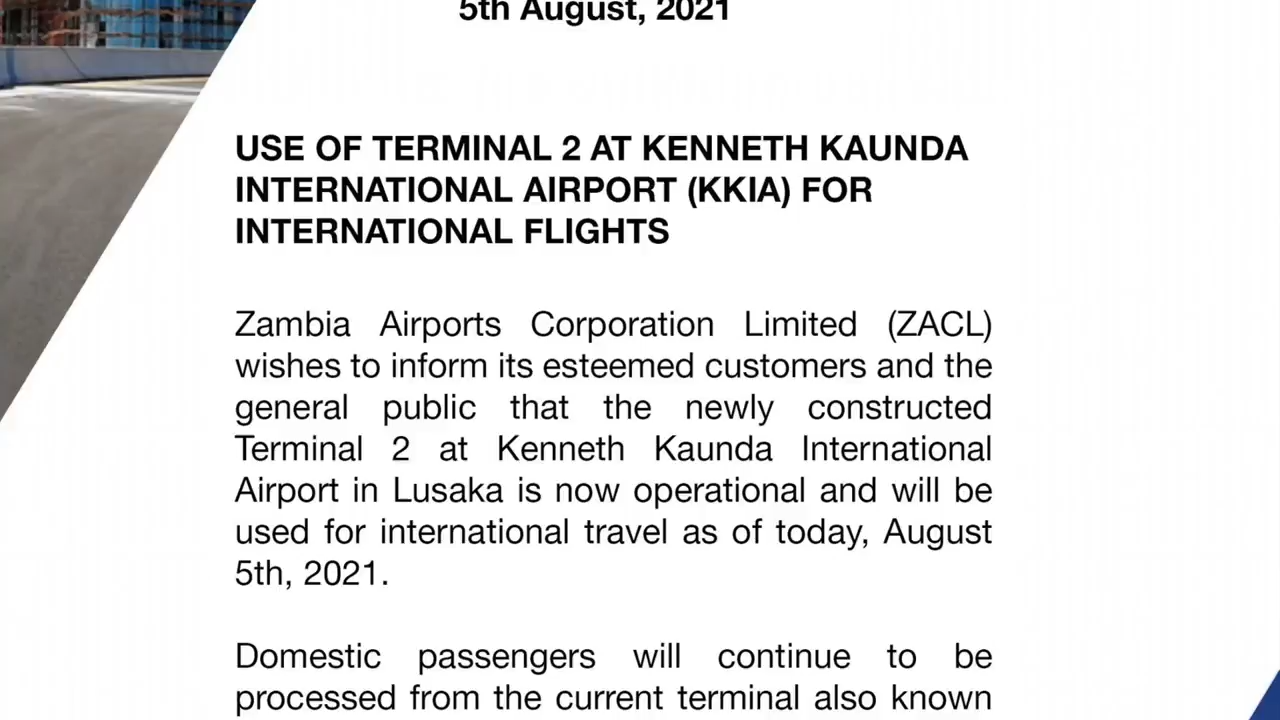 5th August, 2021
USE OF TERMINAL 2 AT KENNETH KAUNDA
INTERNATIONAL AIRPORT (KKIA) FOR
INTERNATIONAL FLIGHTS
Zambia Airports Corporation Limited (ZACL)
wishes to inform its esteemed customers and the
general public that the newly constructed
Terminal 2 at Kenneth Kaunda International
Airport in Lusaka is now operational and will be
used for international travel as of today, August
5th, 2021.
Domestic passengers will continue to be
processed from the current terminal also known